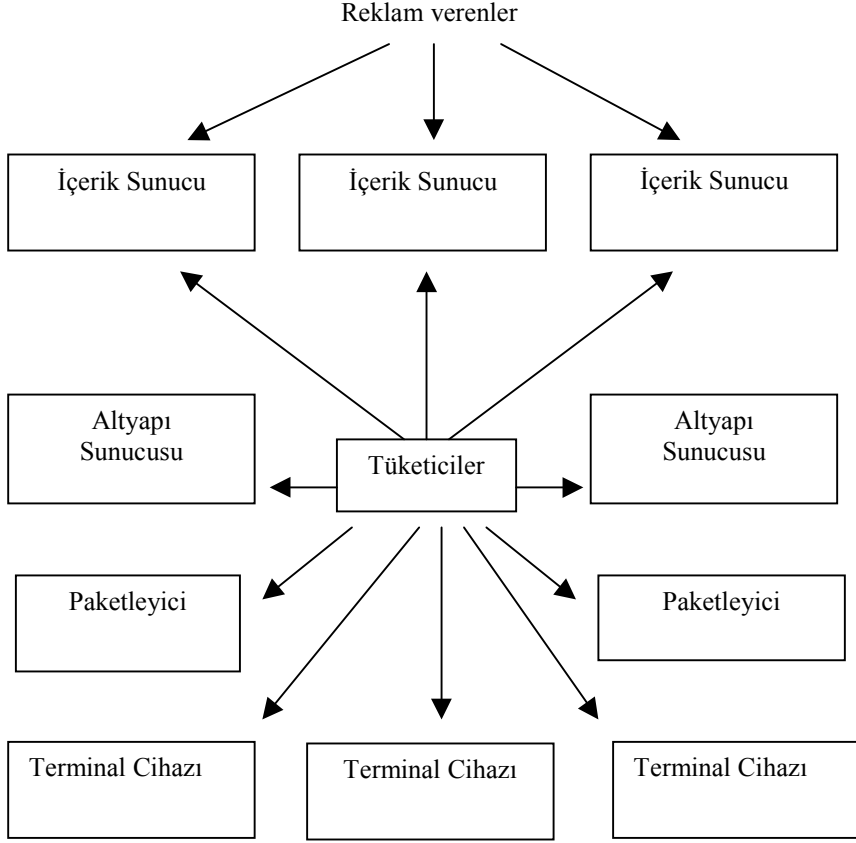 Reklam verenler
İçerik Sunucu
İçerik Sunucu
İçerik Sunucu
Altyapı
Sunucusu
Tüketiciler
Altyapı
Sunucusu
Paketleyici
Paketleyici
Terminal Cihazı
Terminal Cihazı
Terminal Cihazı